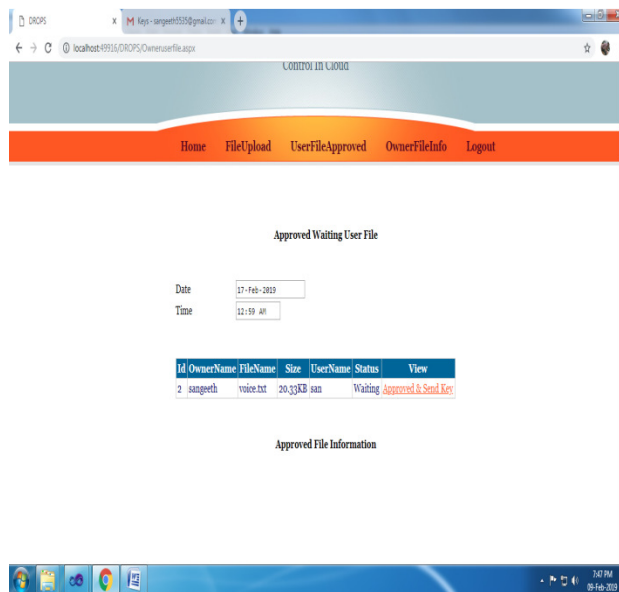 DROPS
Keys - sangeeth5535@gmail.com
localhost:49916/DROPS/Owneruserfile.aspx
Control In Cloud
Home FileUpload UserFileApproved OwnerFileInfo Logout
Approved Waiting User File
Date 17-Feb-2019
Time 12:59 AM
Id OwnerName FileName Size UserName Status View
2 sangeeth voice.txt 20.33KB san Waiting Approved & Send Key
Approved File Information
7:47 PM
09-Feb-2019